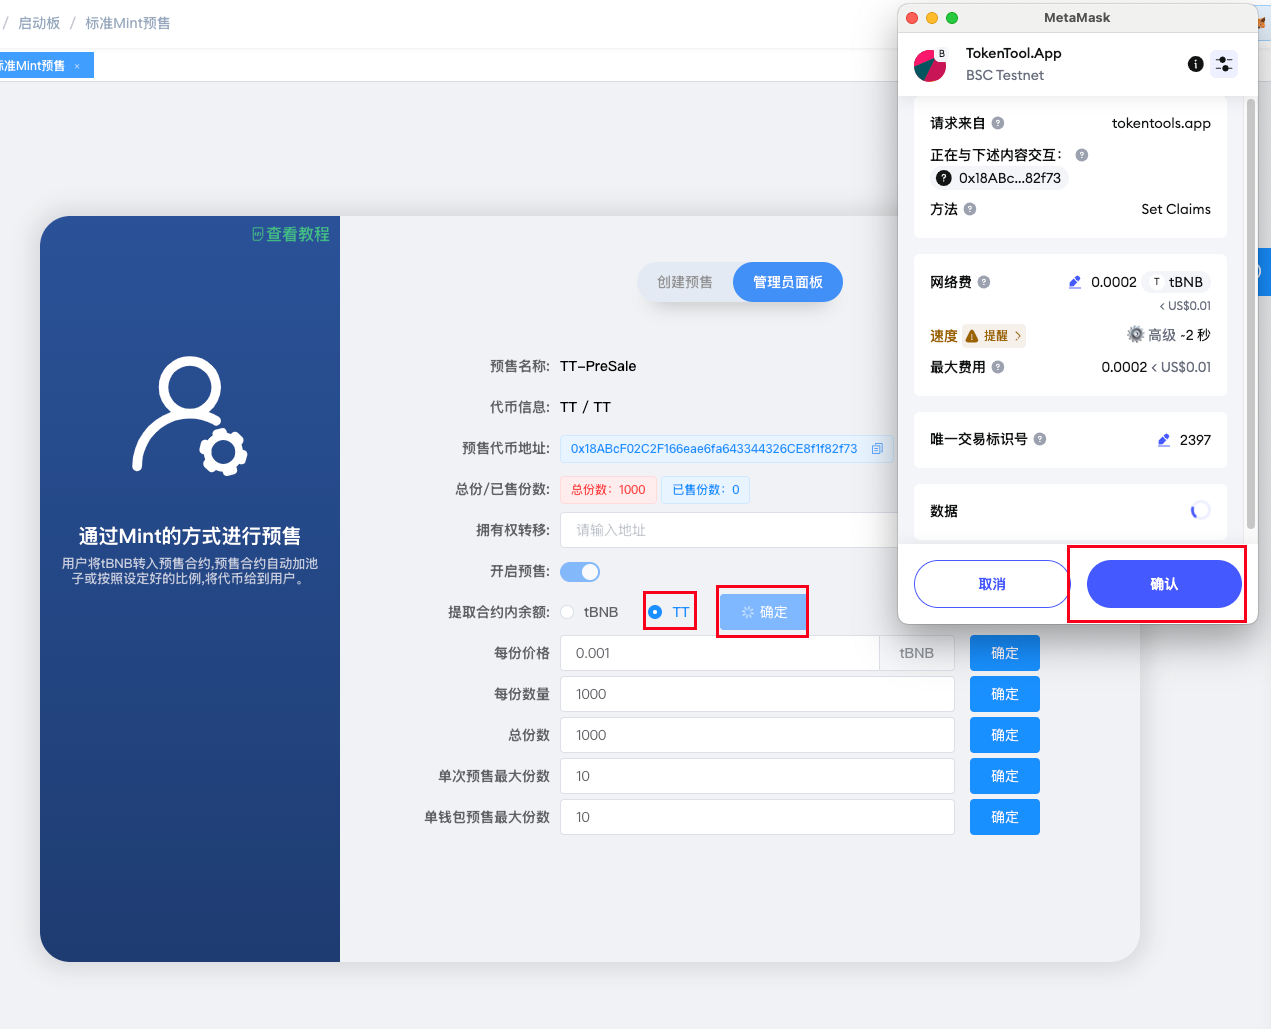 / 启动板 / 标准Mint预售
标准Mint预售 ×
MetaMask
B
TokenTool.App
BSC Testnet
请求来自
tokentools.app
正在与下述内容交互：
0x18ABc...82f73
方法
Set Claims
网络费
0.0002 T tBNB
< US$0.01
速度 提醒 >
高级 ~2 秒
最大费用
0.0002 < US$0.01
唯一交易标识号
2397
数据
取消
确认
查看教程
通过Mint的方式进行预售
用户将tBNB转入预售合约,预售合约自动加池
子或按照设定好的比例,将代币给到用户。
创建预售
管理员面板
预售名称: TT-PreSale
代币信息: TT / TT
预售代币地址: 0x18ABcF02C2F166eae6fa643344326CE8f1f82f73
总份/已售份数: 总份数：1000 已售份数：0
拥有权转移: 请输入地址
开启预售:
提取合约内余额: tBNB TT 确定
每份价格 0.001 tBNB 确定
每份数量 1000 确定
总份数 1000 确定
单次预售最大份数 10 确定
单钱包预售最大份数 10 确定